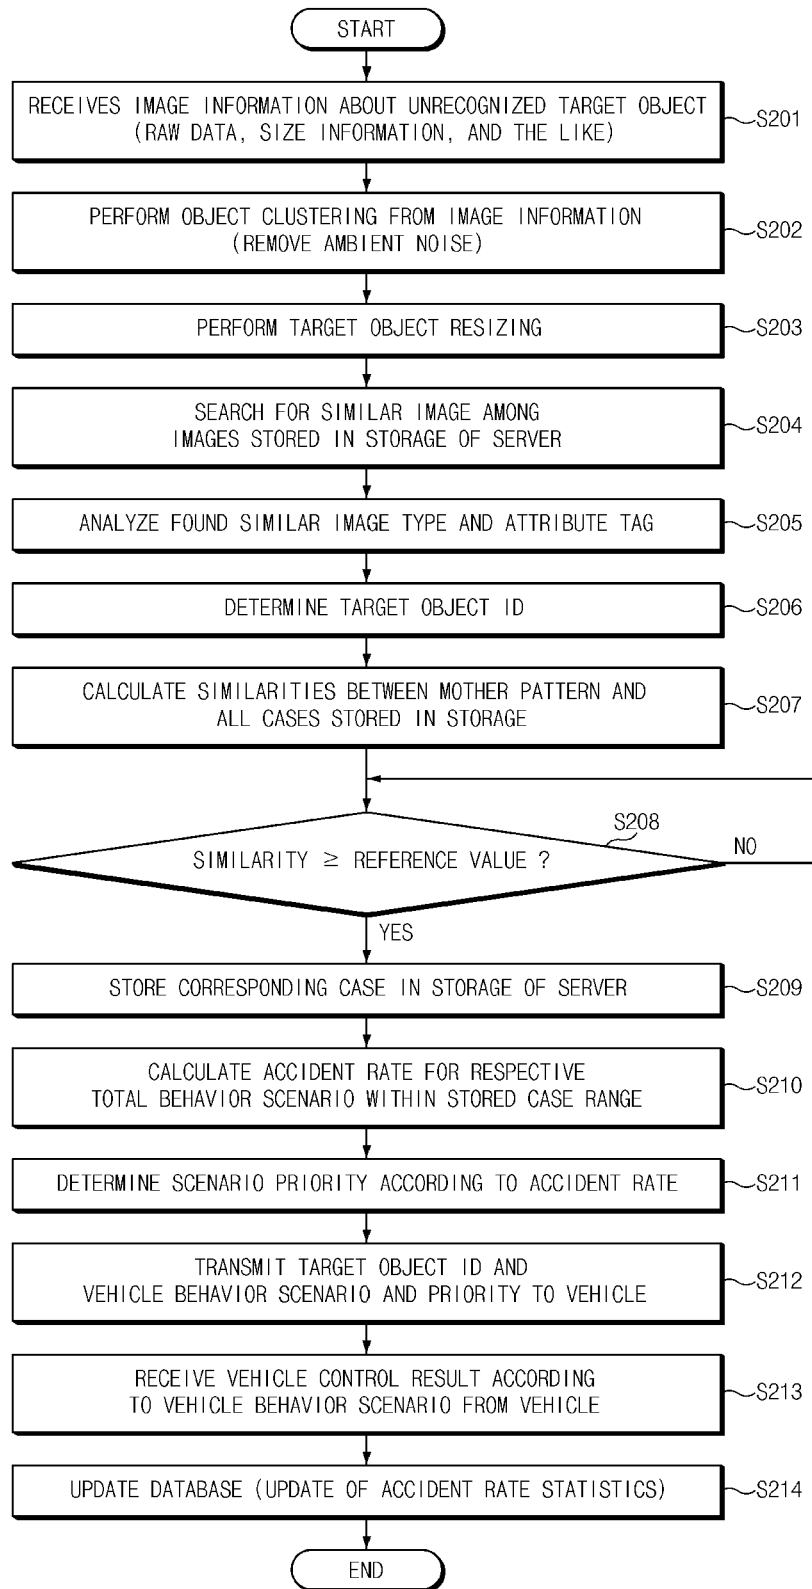 START
RECEIVES IMAGE INFORMATION ABOUT UNRECOGNIZED TARGET OBJECT
(RAW DATA, SIZE INFORMATION, AND THE LIKE)
S201
PERFORM OBJECT CLUSTERING FROM IMAGE INFORMATION
(REMOVE AMBIENT NOISE)
S202
PERFORM TARGET OBJECT RESIZING
S203
SEARCH FOR SIMILAR IMAGE AMONG
IMAGES STORED IN STORAGE OF SERVER
S204
ANALYZE FOUND SIMILAR IMAGE TYPE AND ATTRIBUTE TAG
S205
DETERMINE TARGET OBJECT ID
S206
CALCULATE SIMILARITIES BETWEEN MOTHER PATTERN AND
ALL CASES STORED IN STORAGE
S207
S208
SIMILARITY ≥ REFERENCE VALUE ?
NO
YES
STORE CORRESPONDING CASE IN STORAGE OF SERVER
S209
CALCULATE ACCIDENT RATE FOR RESPECTIVE
TOTAL BEHAVIOR SCENARIO WITHIN STORED CASE RANGE
S210
DETERMINE SCENARIO PRIORITY ACCORDING TO ACCIDENT RATE
S211
TRANSMIT TARGET OBJECT ID AND
VEHICLE BEHAVIOR SCENARIO AND PRIORITY TO VEHICLE
S212
RECEIVE VEHICLE CONTROL RESULT ACCORDING
TO VEHICLE BEHAVIOR SCENARIO FROM VEHICLE
S213
UPDATE DATABASE (UPDATE OF ACCIDENT RATE STATISTICS)
S214
END